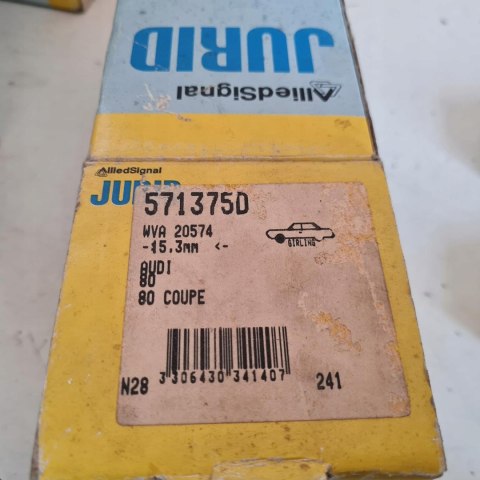 JURID
AlliedSignal
AlliedSignal
JURID
571375D
WVA 20574
-15.3mm <-
GIRLING
AUDI
80
80 COUPE
N28
3 306430 341407
241